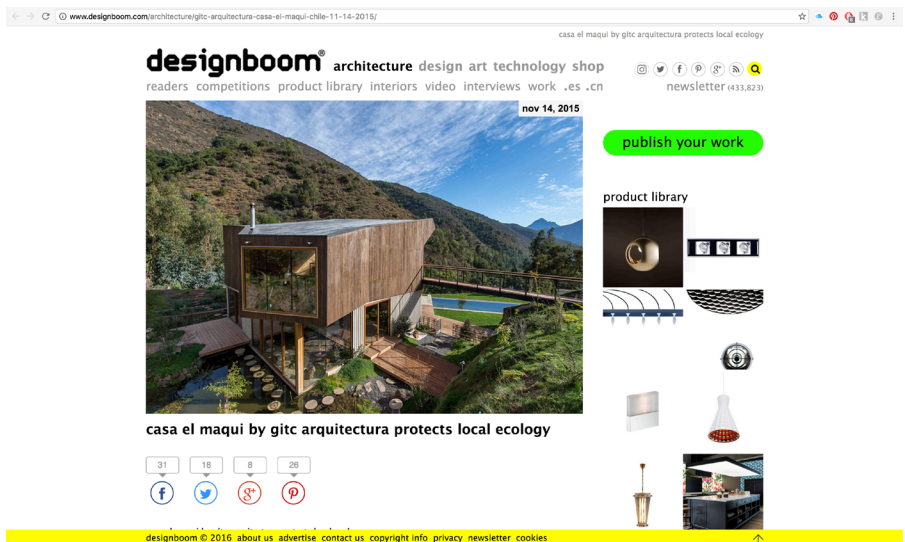 www.designboom.com/architecture/gitc-arquitectura-casa-el-maqui-chile-11-14-2015/
casa el maqui by gitc arquitectura protects local ecology
designboom® architecture design art technology shop
readers competitions product library interiors video interviews work .es .cn
newsletter (433,823)
nov 14, 2015
publish your work
product library
casa el maqui by gitc arquitectura protects local ecology
31 18 8 26
designboom © 2016 about us advertise contact us copyright info privacy newsletter cookies